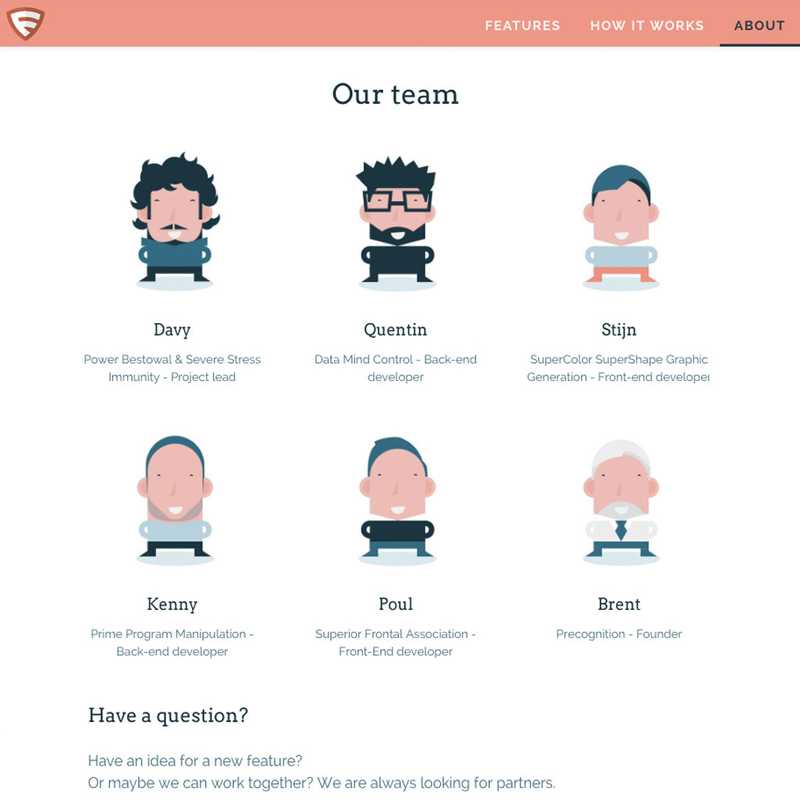 FEATURES HOW IT WORKS ABOUT
Our team
Davy
Power Bestowal & Severe Stress
Immunity - Project lead
Quentin
Data Mind Control - Back-end
developer
Stijn
SuperColor SuperShape Graphic
Generation - Front-end developer
Kenny
Prime Program Manipulation -
Back-end developer
Poul
Superior Frontal Association -
Front-End developer
Brent
Precognition - Founder
Have a question?
Have an idea for a new feature?
Or maybe we can work together? We are always looking for partners.